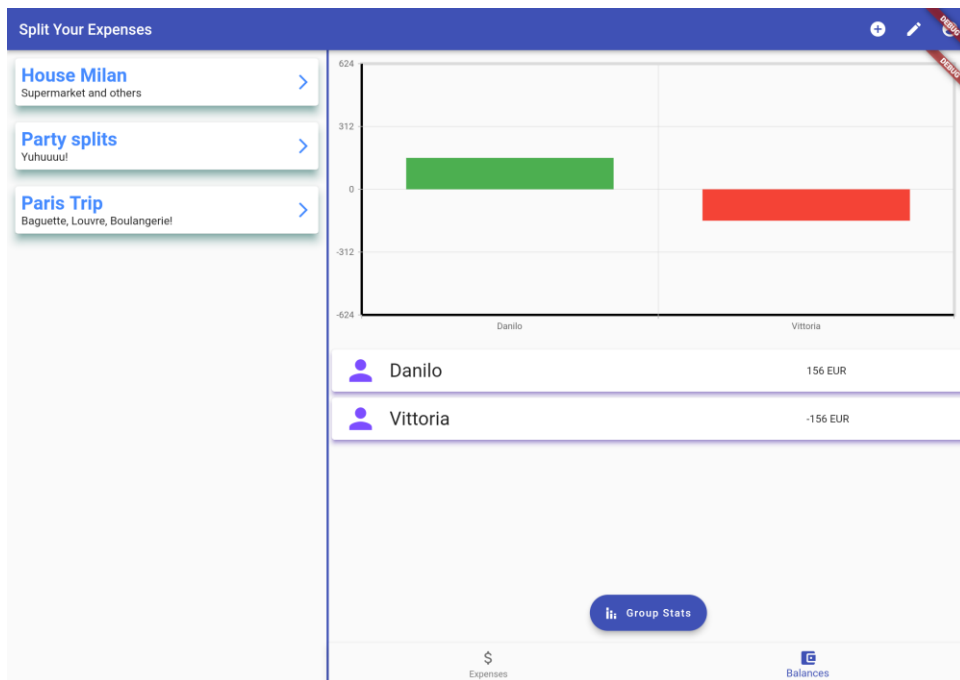 Split Your Expenses
DEBUG
DEBUG
House Milan
Supermarket and others
Party splits
Yuhuuuu!
Paris Trip
Baguette, Louvre, Boulangerie!
624
312
0
-312
-624
Danilo
Vittoria
Danilo
156 EUR
Vittoria
-156 EUR
Group Stats
$
Expenses
Balances